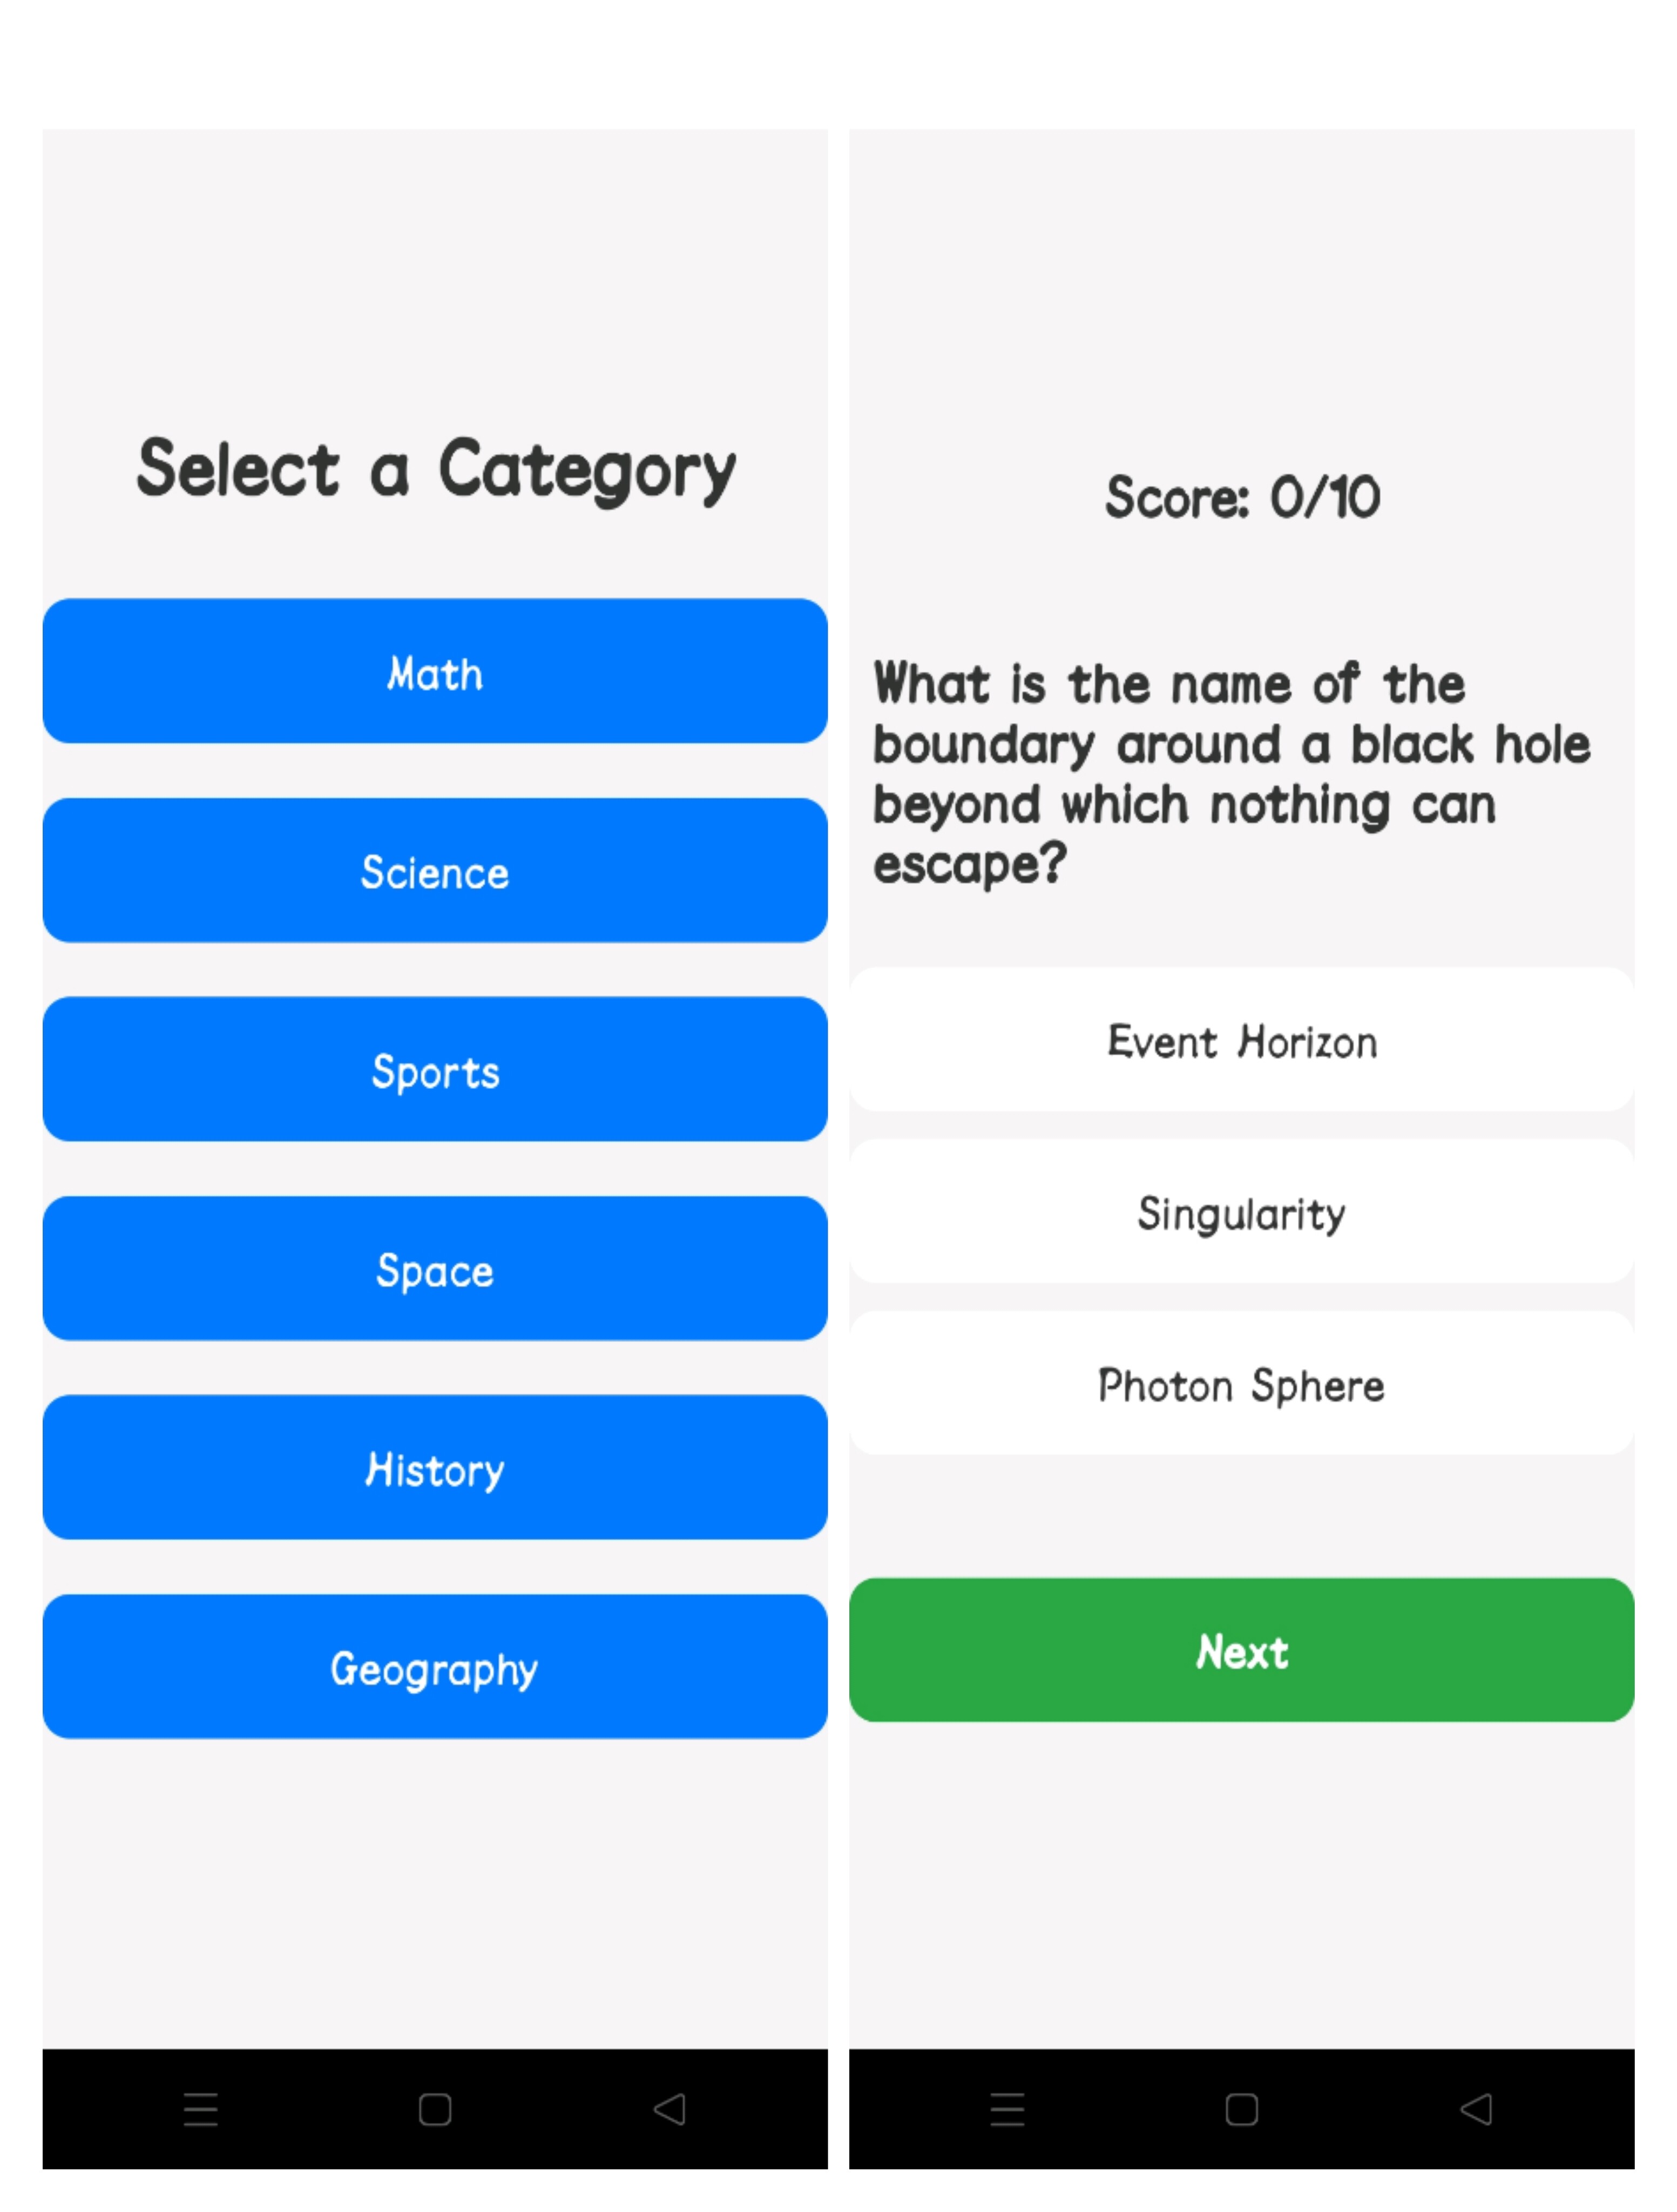 Select a Category
Math
Science
Sports
Space
History
Geography
Score: 0/10
What is the name of the
boundary around a black hole
beyond which nothing can
escape?
Event Horizon
Singularity
Photon Sphere
Next